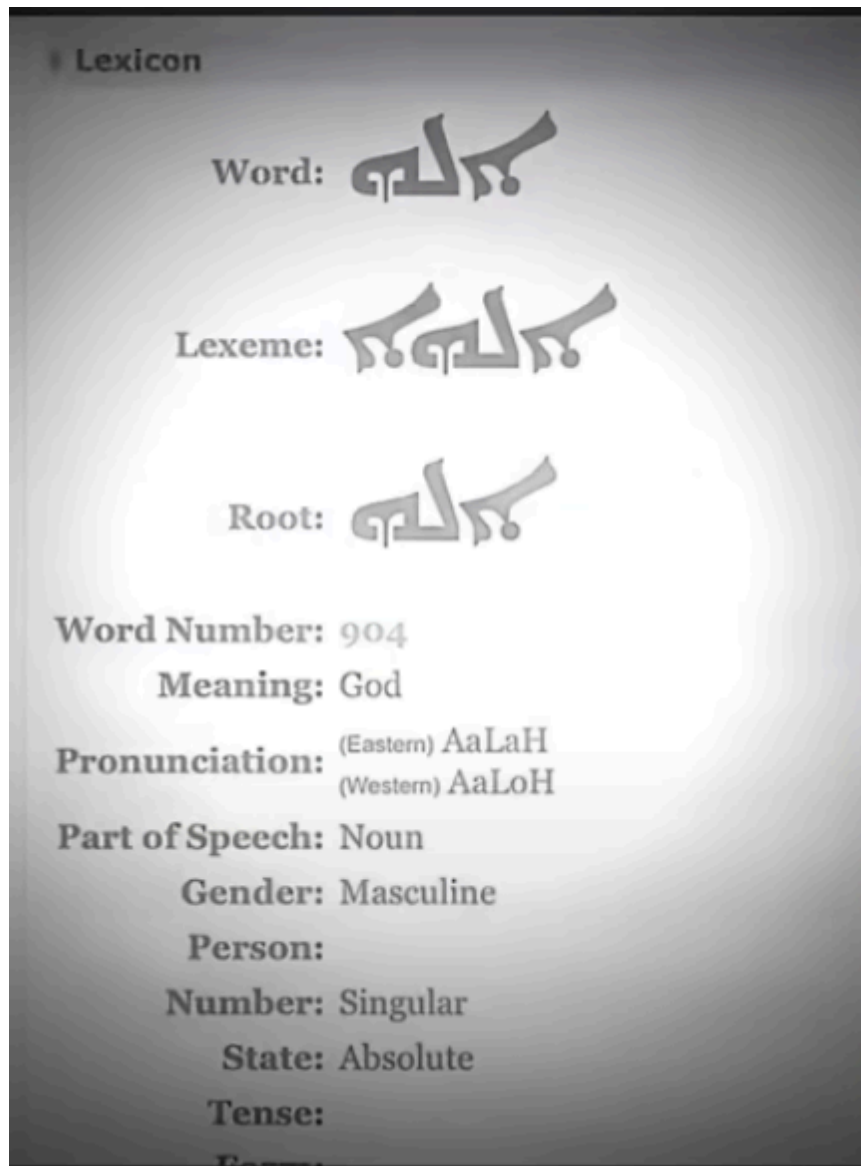 Lexicon
Word: ܐܠܗ
Lexeme: ܐܠܗܐ
Root: ܐܠܗ
Word Number: 904
Meaning: God
Pronunciation: (Eastern) AaLaH
(Western) AaLoH
Part of Speech: Noun
Gender: Masculine
Person:
Number: Singular
State: Absolute
Tense: